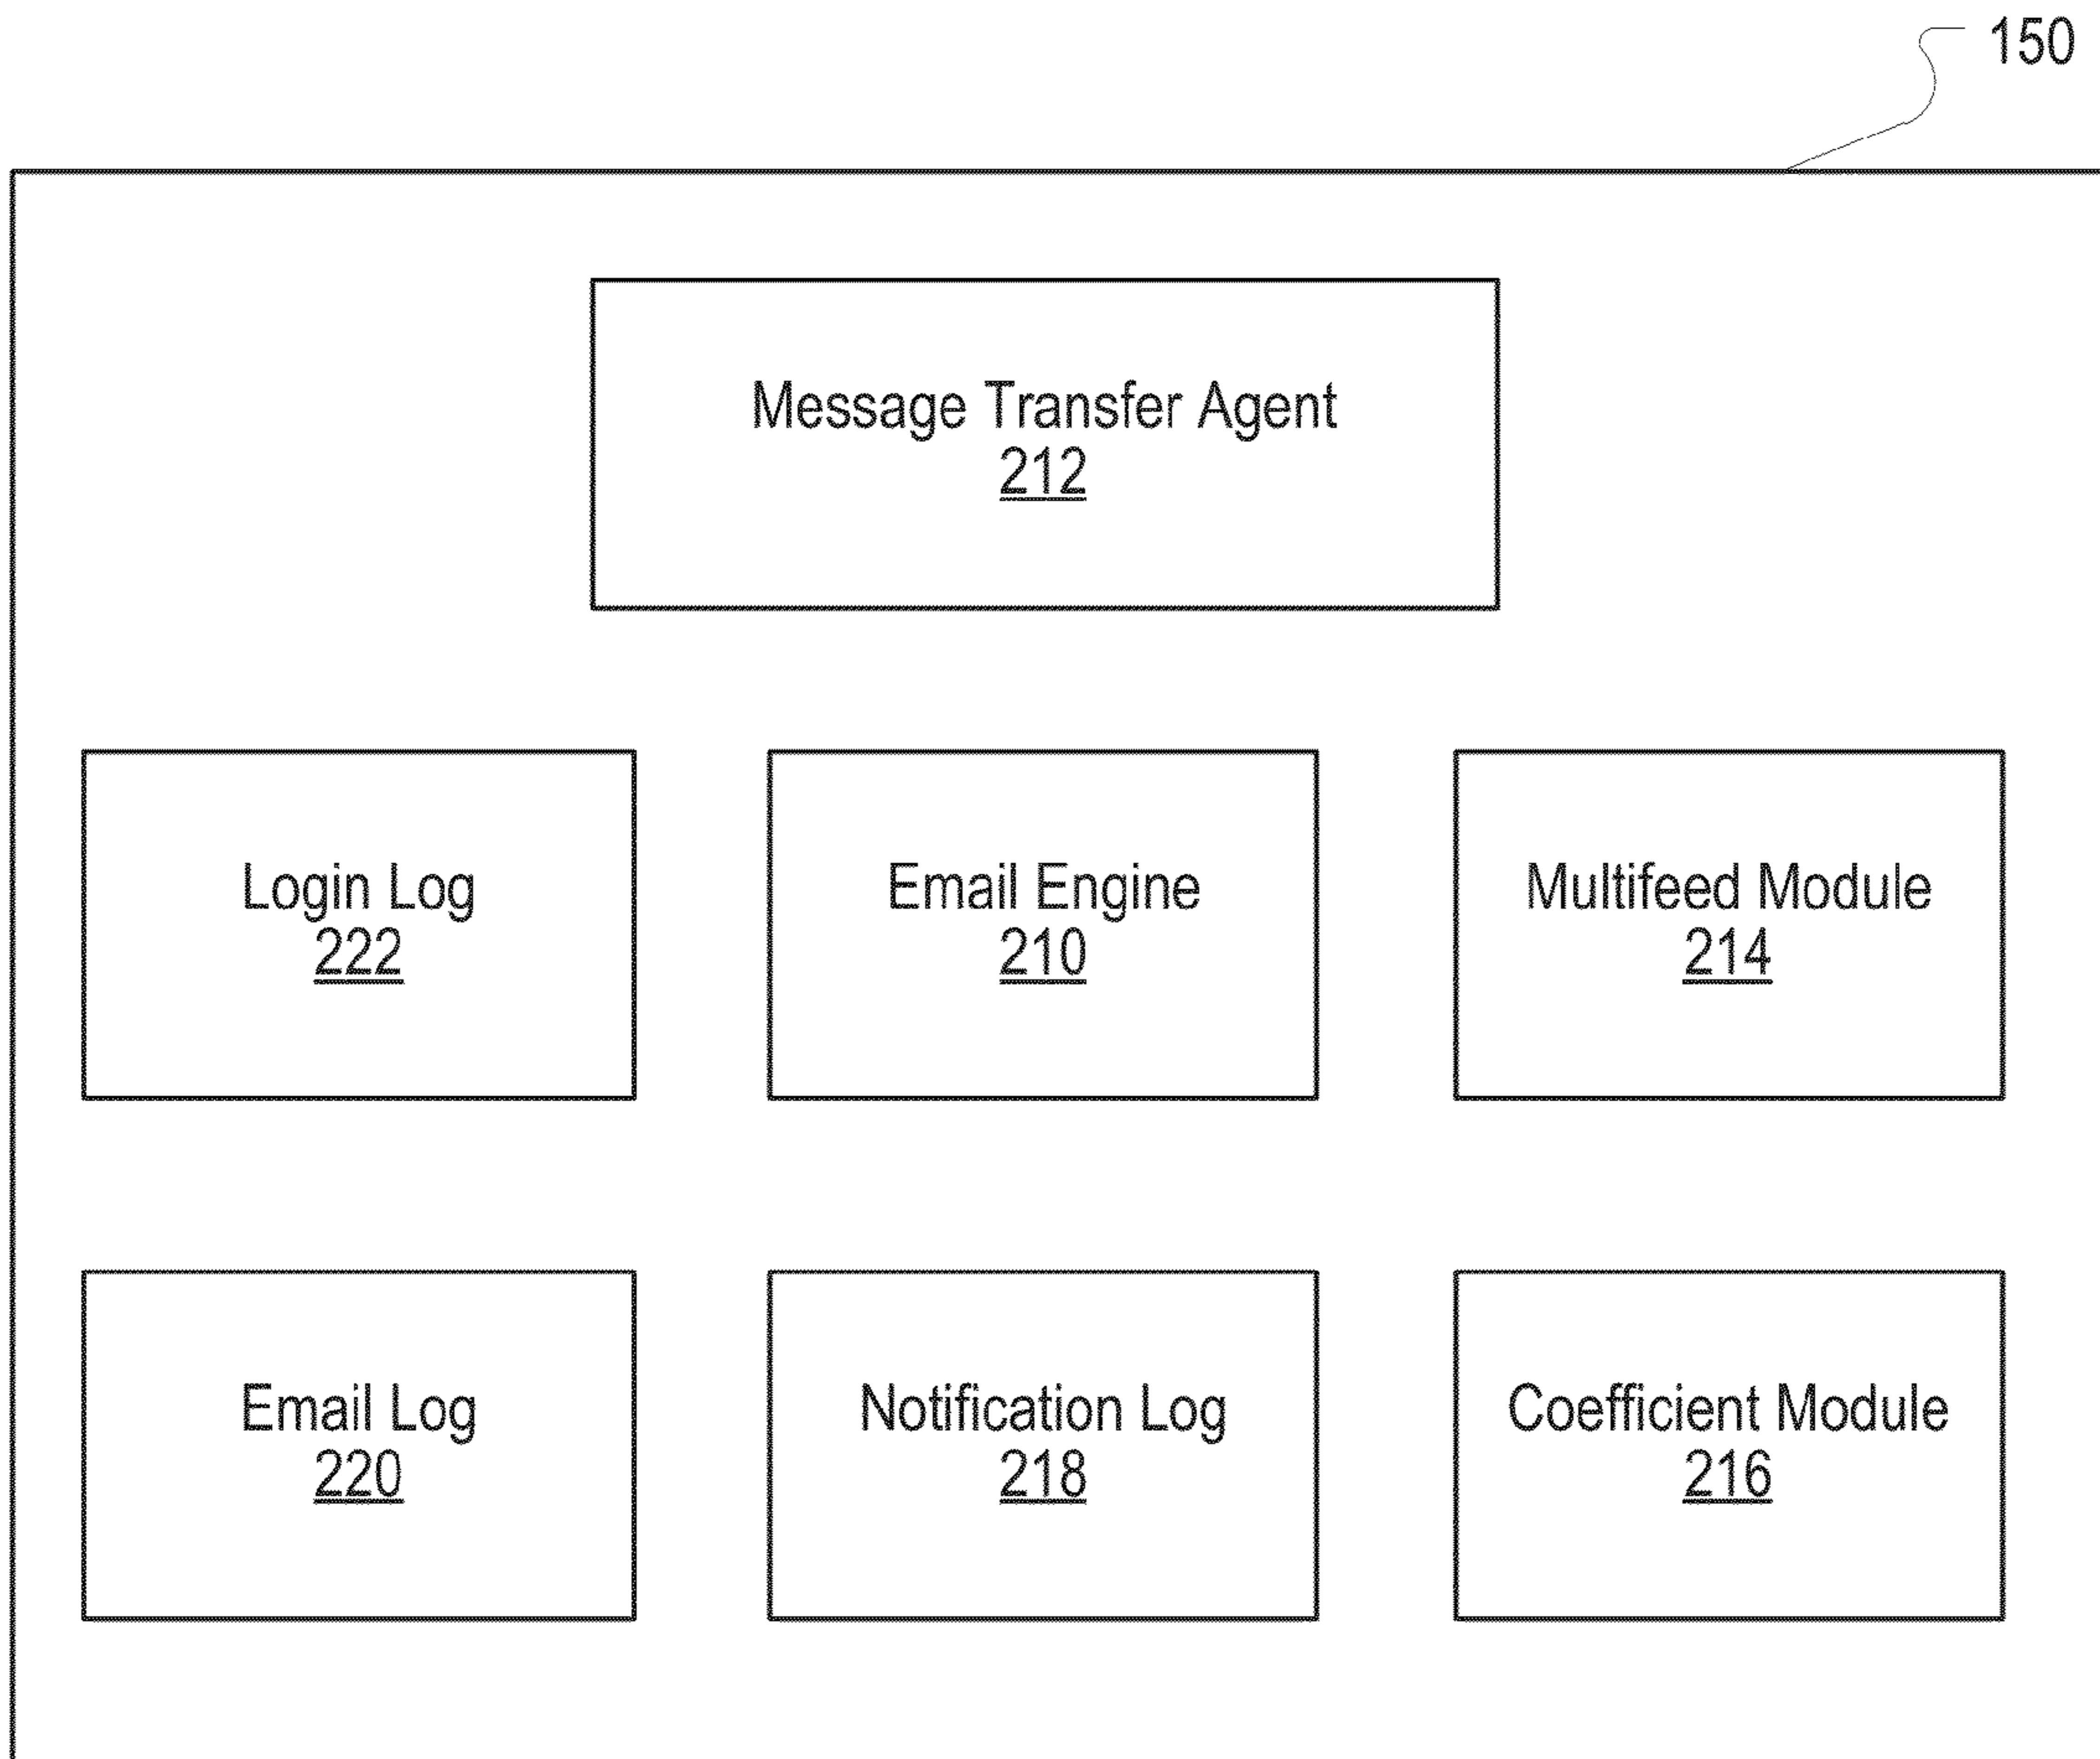 150
Message Transfer Agent
212
Login Log
222
Email Engine
210
Multifeed Module
214
Email Log
220
Notification Log
218
Coefficient Module
216